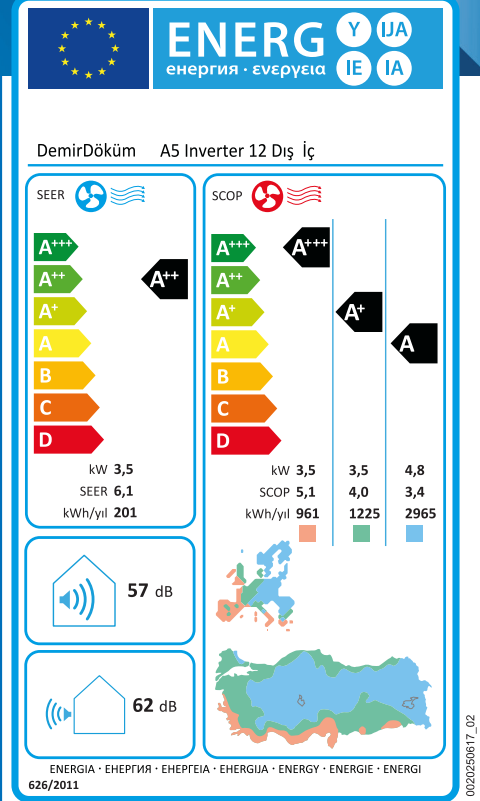 ENERG
енергия · ενεργεια
Y IJA
IE IA
DemirDöküm A5 Inverter 12 Dış İç
SEER
A+++
A++
A+
A
B
C
D
A++
kW 3,5
SEER 6,1
kWh/yıl 201
SCOP
A+++
A++
A+
A
B
C
D
A+++
A+
A
kW 3,5 3,5 4,8
SCOP 5,1 4,0 3,4
kWh/yıl 961 1225 2965
57 dB
62 dB
ENERGIA · ЕНЕРГИЯ · ΕΝΕΡΓΕΙΑ · ENERGIJA · ENERGY · ENERGIE · ENERGI
626/2011
0020250617_02